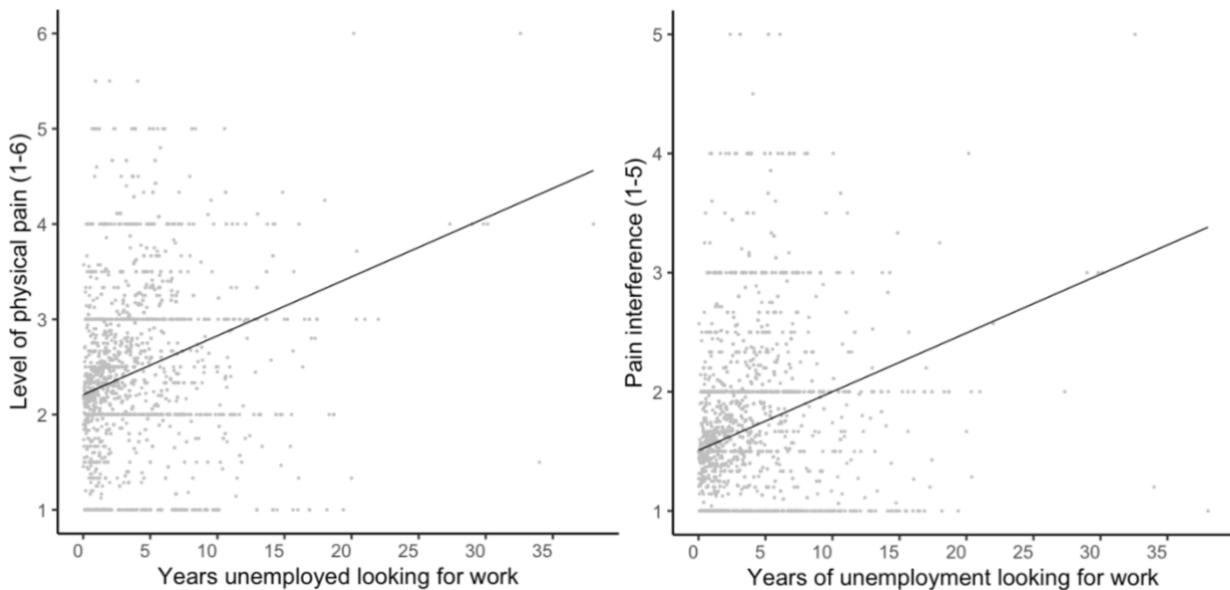 Level of physical pain (1-6)
6
5
4
3
2
1
0 5 10 15 20 25 30 35
Years unemployed looking for work
Pain interference (1-5)
5
4
3
2
1
0 5 10 15 20 25 30 35
Years of unemployment looking for work